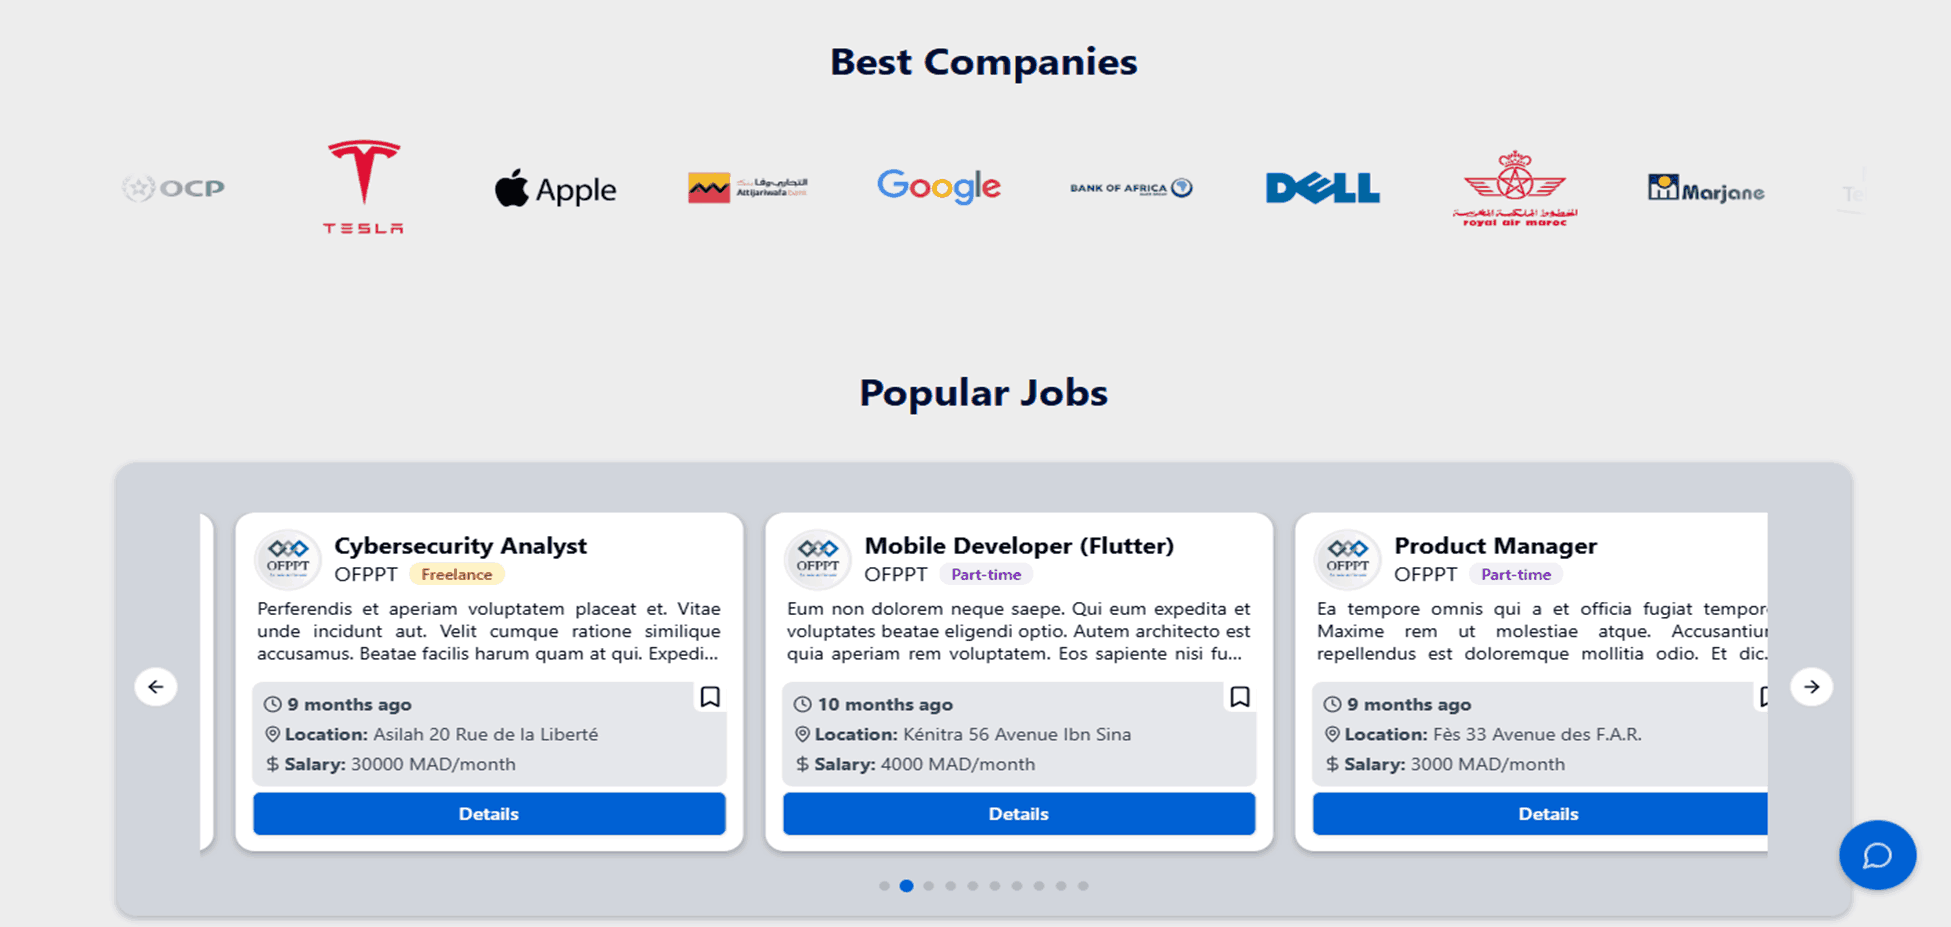 Best Companies
OCP
TESLA
Apple
التجاري وفا بنك
Attijariwafa bank
Google
BANK OF AFRICA
DELL
الخطوط الملكية المغربية
royal air maroc
Marjane
Te
Popular Jobs
Cybersecurity Analyst
OFPPT
OFPPT Freelance
Perferendis et aperiam voluptatem placeat et. Vitae
unde incidunt aut. Velit cumque ratione similique
accusamus. Beatae facilis harum quam at qui. Expedi...
9 months ago
Location: Asilah 20 Rue de la Liberté
$ Salary: 30000 MAD/month
Details
Mobile Developer (Flutter)
OFPPT
OFPPT Part-time
Eum non dolorem neque saepe. Qui eum expedita et
voluptates beatae eligendi optio. Autem architecto est
quia aperiam rem voluptatem. Eos sapiente nisi fu...
10 months ago
Location: Kénitra 56 Avenue Ibn Sina
$ Salary: 4000 MAD/month
Details
Product Manager
OFPPT
OFPPT Part-time
Ea tempore omnis qui a et officia fugiat tempor
Maxime rem ut molestiae atque. Accusantiu
repellendus est doloremque mollitia odio. Et dic.
9 months ago
Location: Fès 33 Avenue des F.A.R.
$ Salary: 3000 MAD/month
Details